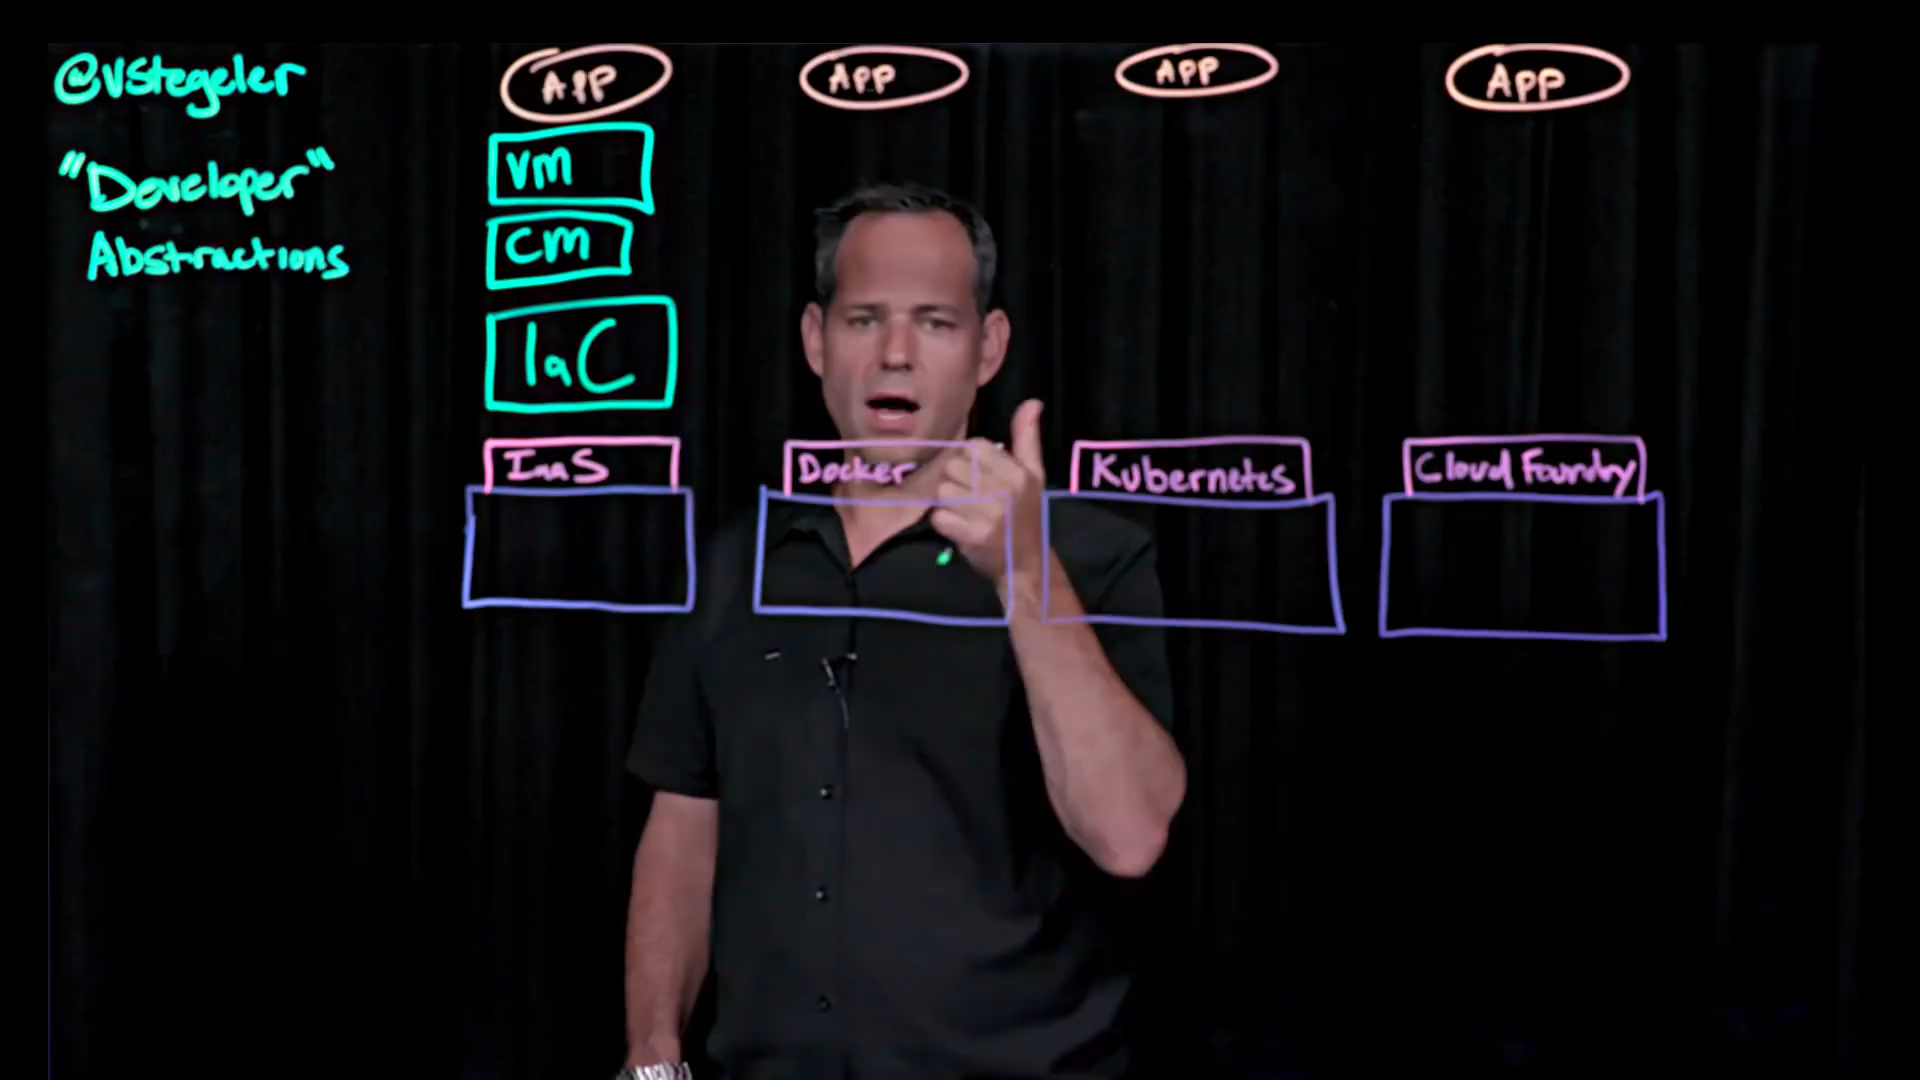 @vstegeler
"Developer"
Abstractions
APP APP APP APP
VM
CM
IaC
IaaS Docker Kubernetes Cloud Foundry